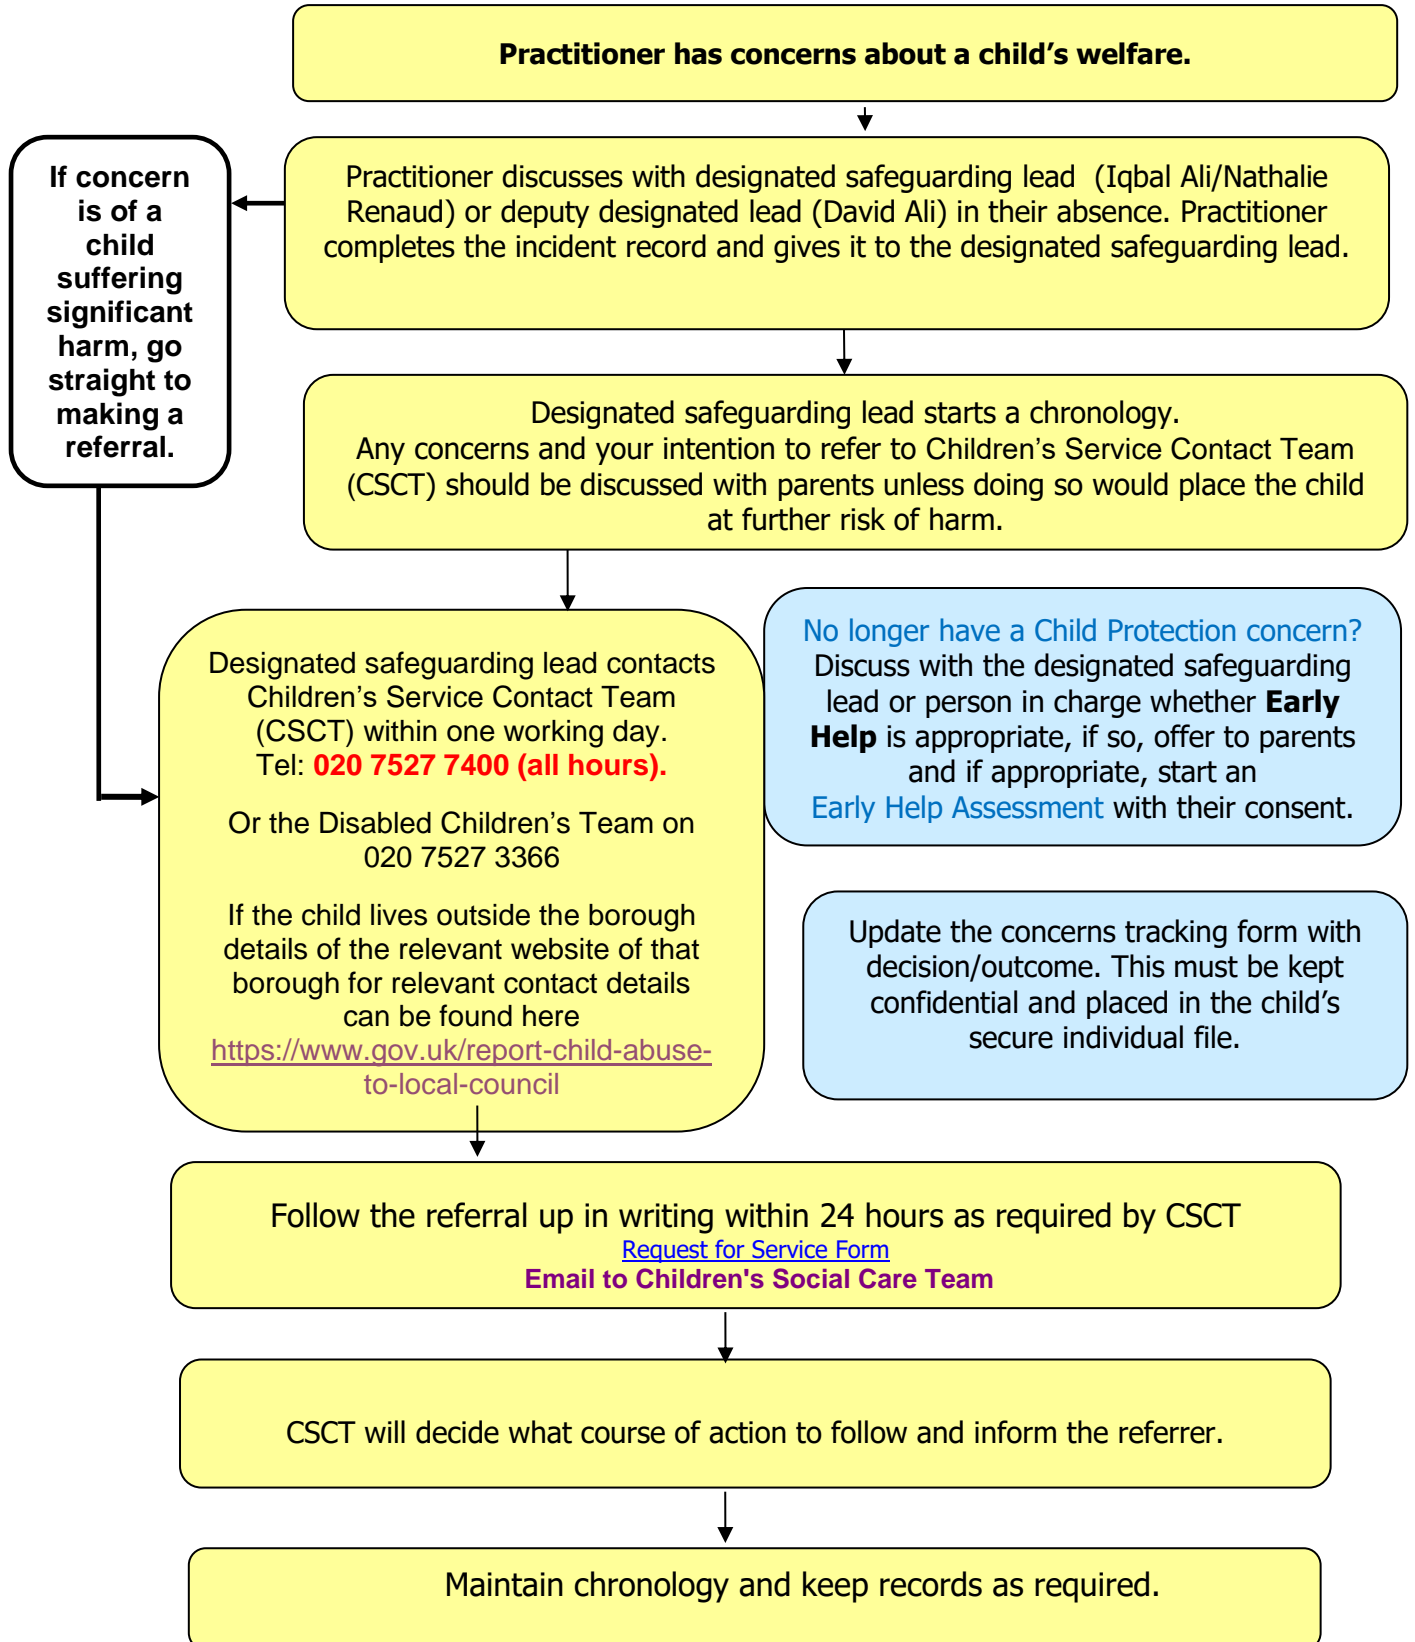 Practitioner has concerns about a child’s welfare.
If concern
is of a
child
suffering
significant
harm, go
straight to
making a
referral.
Practitioner discusses with designated safeguarding lead  (Iqbal Ali/Nathalie
Renaud) or deputy designated lead (David Ali) in their absence. Practitioner
completes the incident record and gives it to the designated safeguarding lead.
Designated safeguarding lead starts a chronology.
Any concerns and your intention to refer to Children’s Service Contact Team
(CSCT) should be discussed with parents unless doing so would place the child
at further risk of harm.
Designated safeguarding lead contacts
Children’s Service Contact Team
(CSCT) within one working day.
Tel: 020 7527 7400 (all hours).
Or the Disabled Children’s Team on
020 7527 3366
If the child lives outside the borough
details of the relevant website of that
borough for relevant contact details
can be found here
https://www.gov.uk/report-child-abuse-
to-local-council
No longer have a Child Protection concern?
Discuss with the designated safeguarding
lead or person in charge whether Early
Help is appropriate, if so, offer to parents
and if appropriate, start an
Early Help Assessment with their consent.
Update the concerns tracking form with
decision/outcome. This must be kept
confidential and placed in the child’s
secure individual file.
Follow the referral up in writing within 24 hours as required by CSCT
Request for Service Form
Email to Children's Social Care Team
CSCT will decide what course of action to follow and inform the referrer.
Maintain chronology and keep records as required.